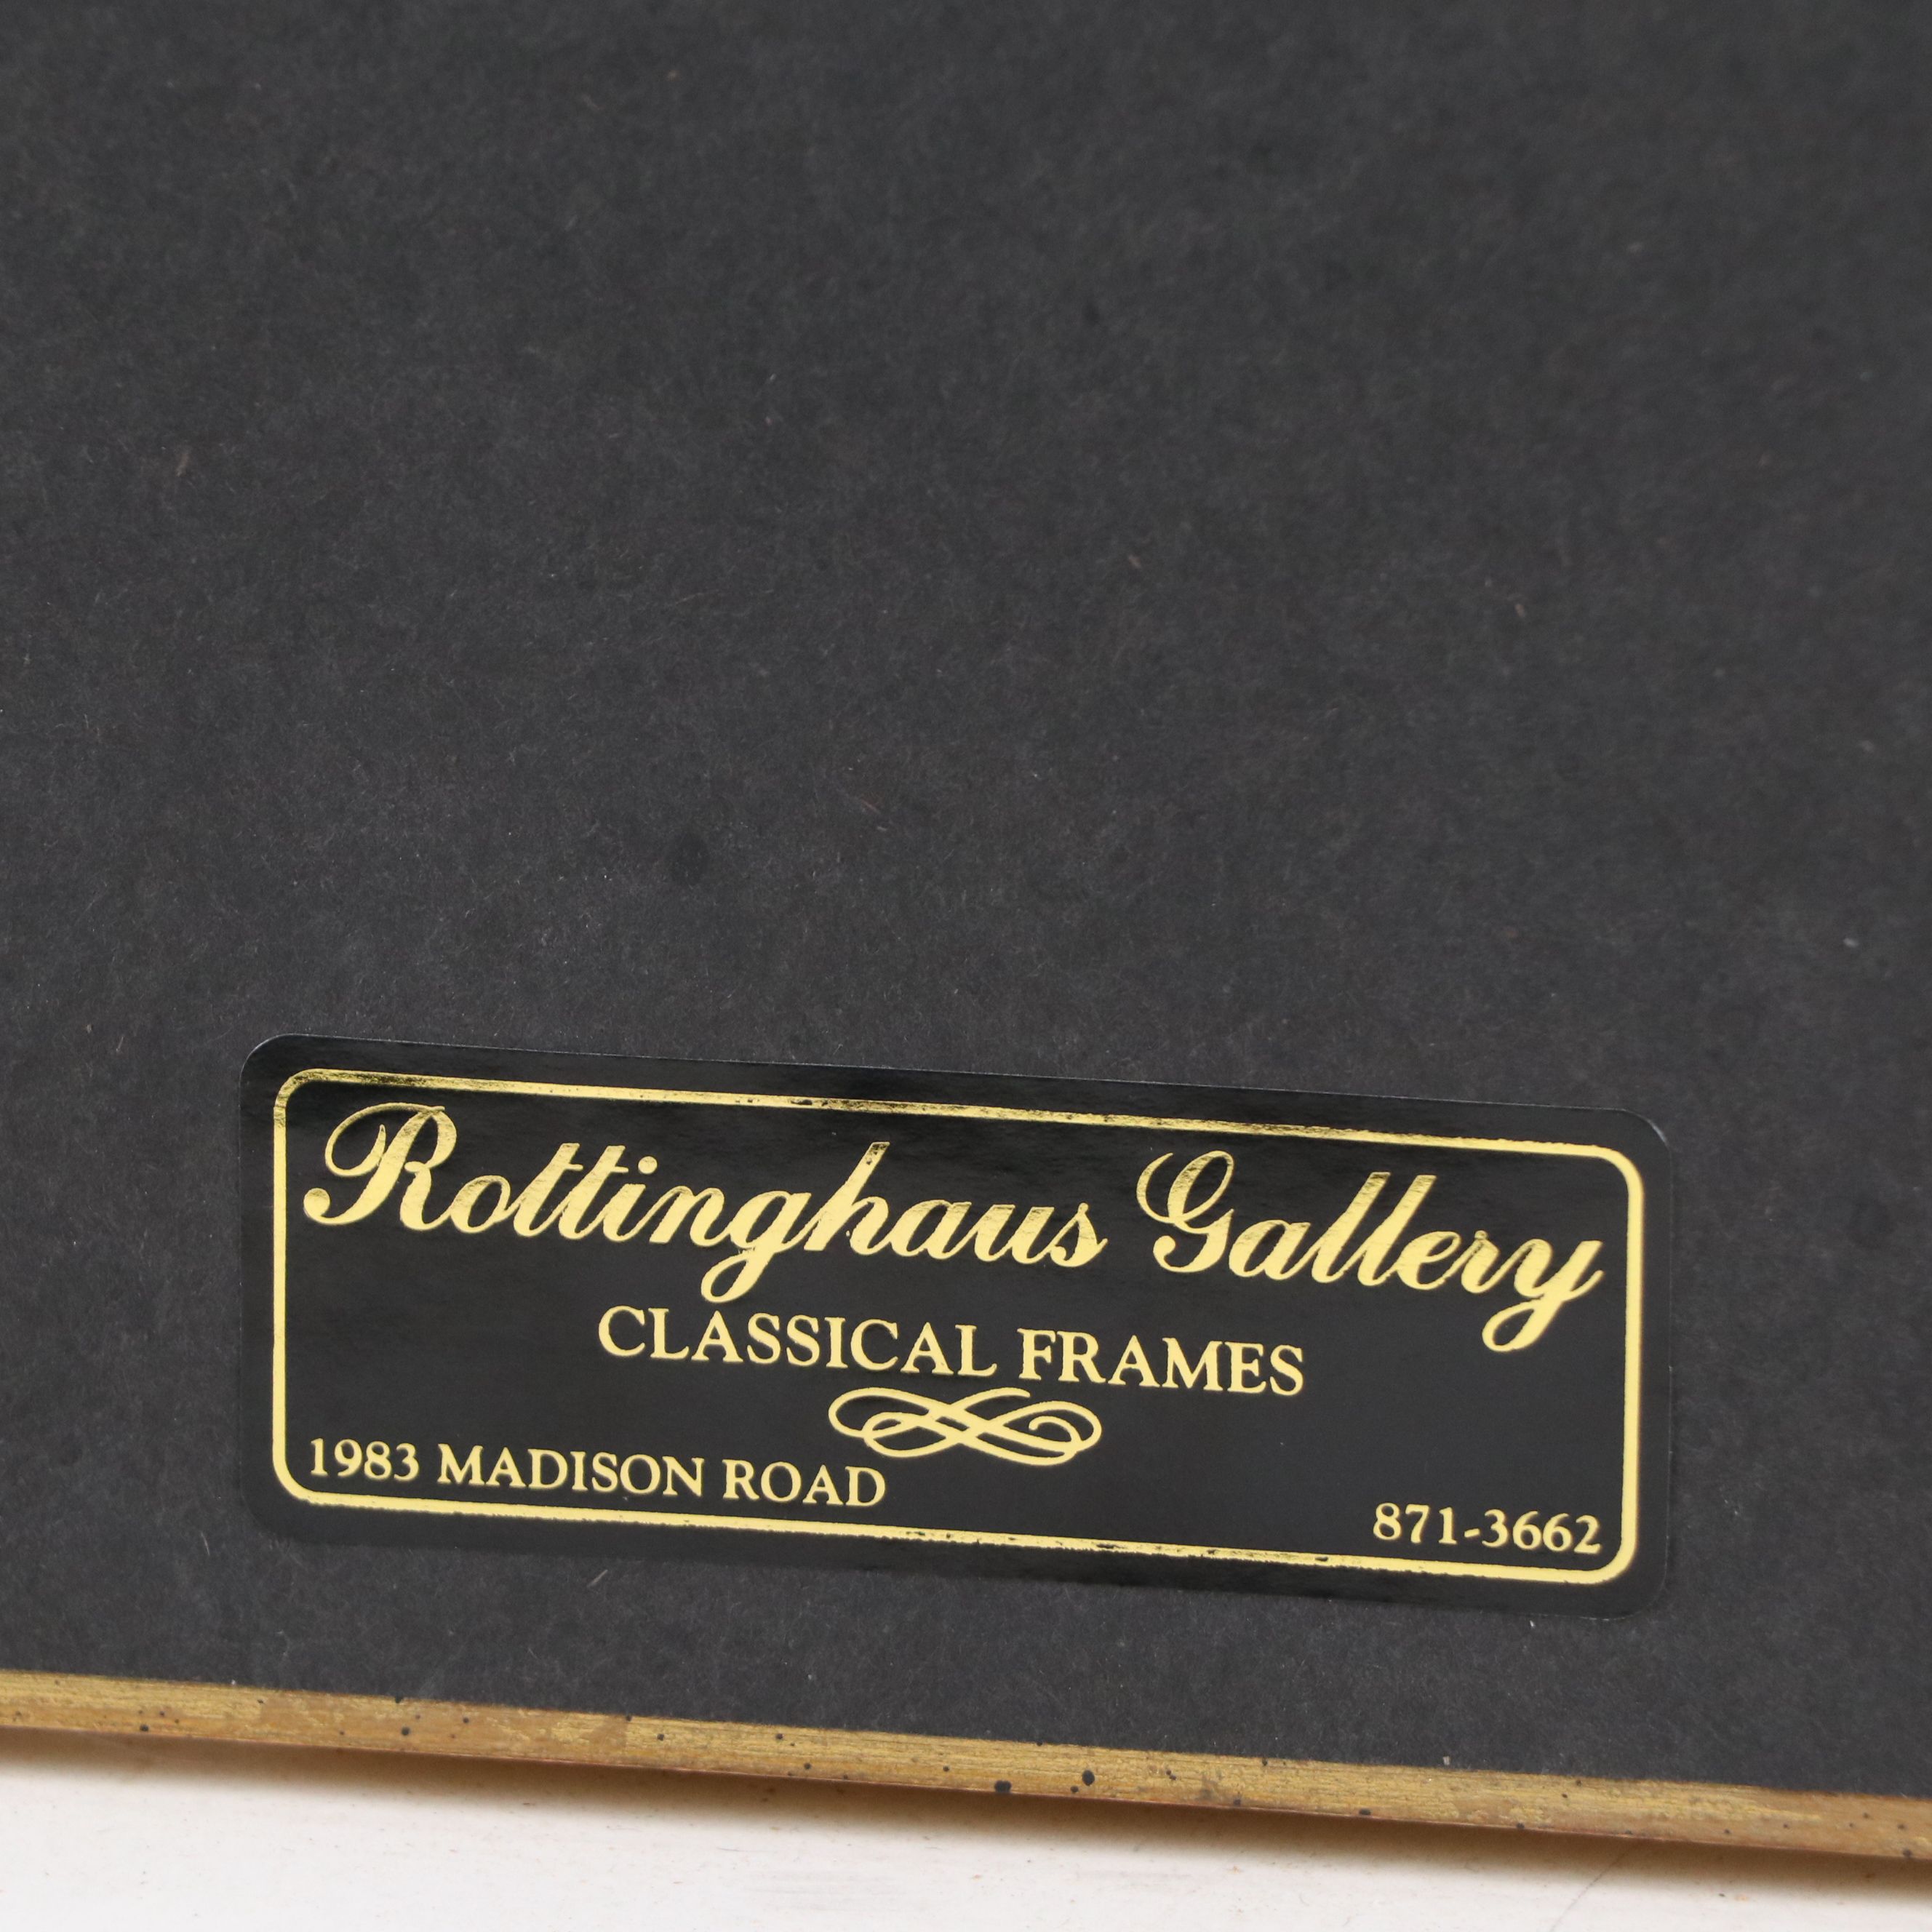 Rottinghaus Gallery
CLASSICAL FRAMES
1983 MADISON ROAD
871-3662